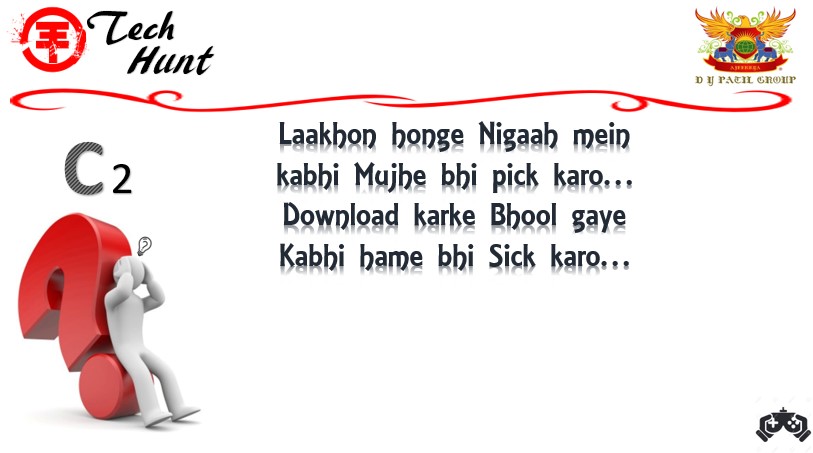 Tech
Hunt
AJEENKYA
D Y PATIL GROUP
C 2
Laakhon honge Nigaah mein
kabhi Mujhe bhi pick karo...
Download karke Bhool gaye
Kabhi hame bhi Sick karo...
?